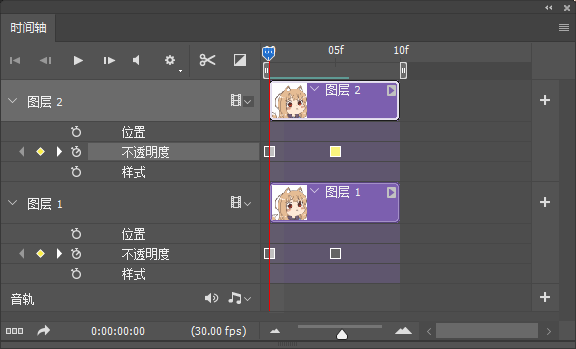 时间轴
05f 10f
图层 2 图层 2
位置
不透明度
样式
图层 1 图层 1
位置
不透明度
样式
音轨
0:00:00:00 (30.00 fps)